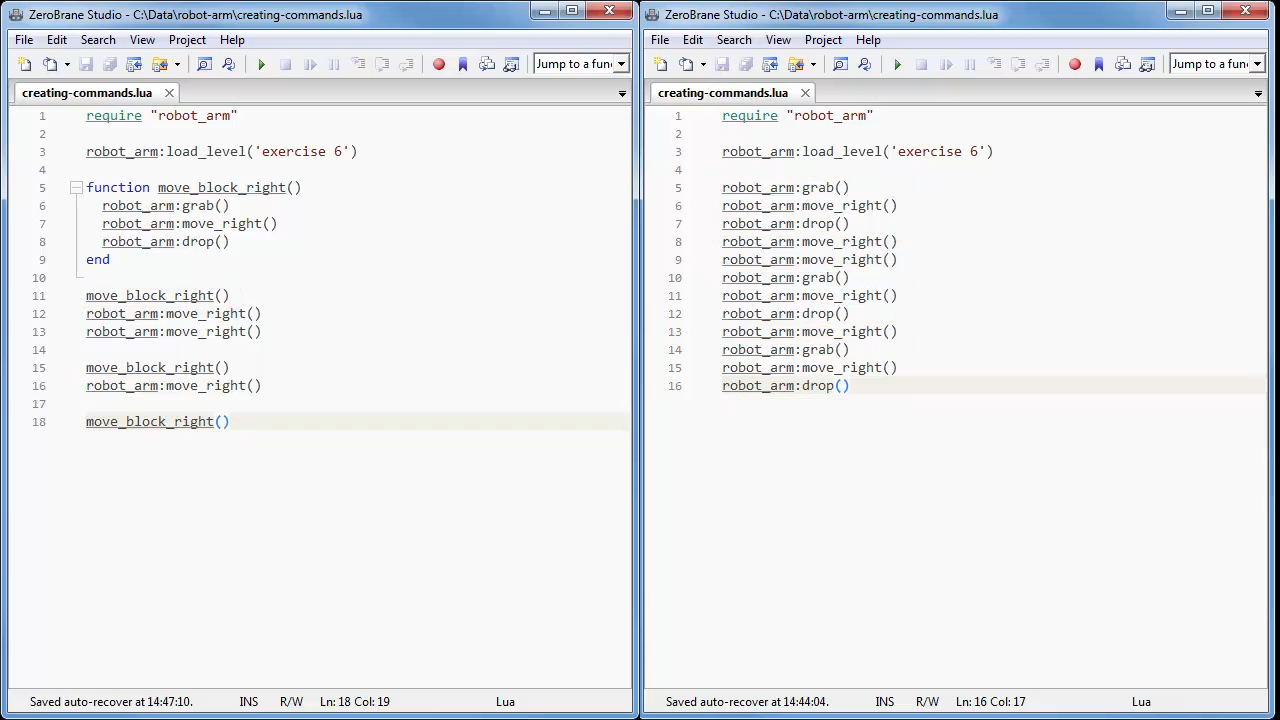 ZeroBrane Studio - C:\Data\robot-arm\creating-commands.lua
File Edit Search View Project Help
Jump to a fun
creating-commands.lua
1 require "robot_arm"
2
3 robot_arm:load_level('exercise 6')
4
5 function move_block_right()
6 robot_arm:grab()
7 robot_arm:move_right()
8 robot_arm:drop()
9 end
10
11 move_block_right()
12 robot_arm:move_right()
13 robot_arm:move_right()
14
15 move_block_right()
16 robot_arm:move_right()
17
18 move_block_right()
Saved auto-recover at 14:47:10. INS R/W Ln: 18 Col: 19 Lua
ZeroBrane Studio - C:\Data\robot-arm\creating-commands.lua
File Edit Search View Project Help
Jump to a fun
creating-commands.lua
1 require "robot_arm"
2
3 robot_arm:load_level('exercise 6')
4
5 robot_arm:grab()
6 robot_arm:move_right()
7 robot_arm:drop()
8 robot_arm:move_right()
9 robot_arm:move_right()
10 robot_arm:grab()
11 robot_arm:move_right()
12 robot_arm:drop()
13 robot_arm:move_right()
14 robot_arm:grab()
15 robot_arm:move_right()
16 robot_arm:drop()
Saved auto-recover at 14:44:04. INS R/W Ln: 16 Col: 17 Lua